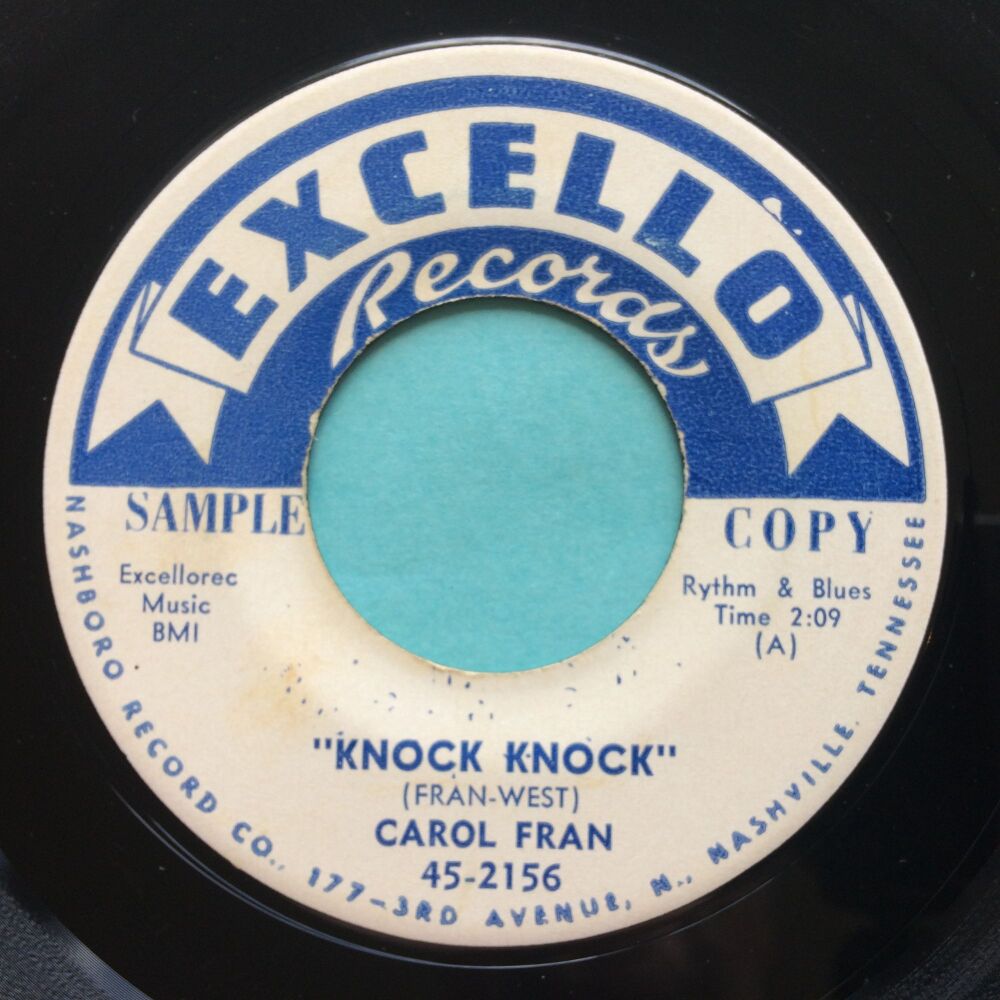 EXCELLO
Records
SAMPLE COPY
Excellorec
Music
BMI
Rythm & Blues
Time 2:09
(A)
"KNOCK KNOCK"
(FRAN-WEST)
CAROL FRAN
45-2156
NASHBORO RECORD CO., 177-3RD AVENUE, N., NASHVILLE, TENNESSEE